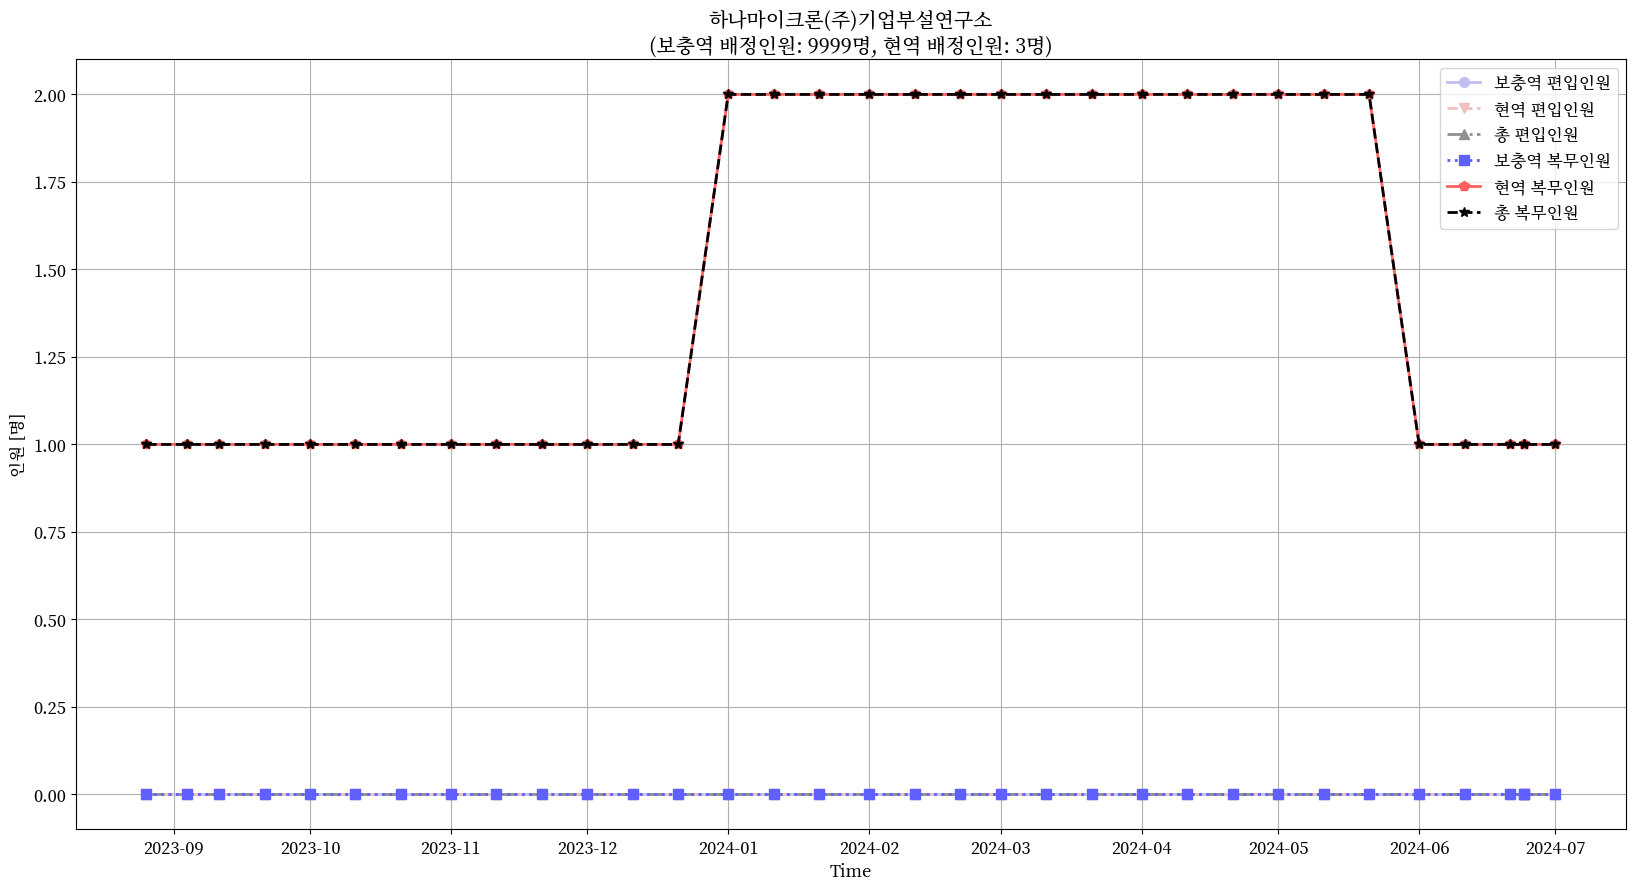 하나마이크론(주)기업부설연구소
(보충역 배정인원: 9999명, 현역 배정인원: 3명)
보충역 편입인원
현역 편입인원
총 편입인원
보충역 복무인원
현역 복무인원
총 복무인원
인원 [명]
2.00
1.75
1.50
1.25
1.00
0.75
0.50
0.25
0.00
2023-09 2023-10 2023-11 2023-12 2024-01 2024-02 2024-03 2024-04 2024-05 2024-06 2024-07
Time